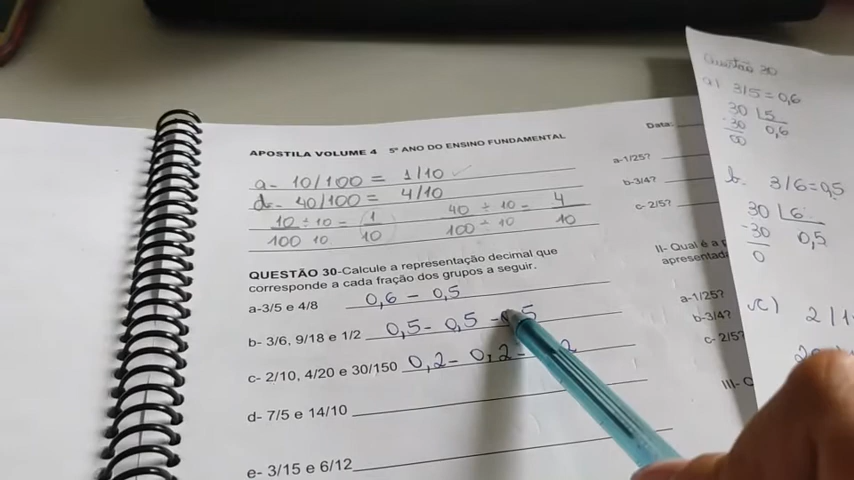 APOSTILA VOLUME 4 5º ANO DO ENSINO FUNDAMENTAL
a- 10/100 = 1/10 ✓
d- 40/100 = 4/10
10 ÷ 10 = 1
100 10 10
40 ÷ 10 = 4
100 ÷ 10 10
QUESTÃO 30-Calcule a representação decimal que
corresponde a cada fração dos grupos a seguir.
a-3/5 e 4/8 0,6 - 0,5
b- 3/6, 9/18 e 1/2 0,5- 0,5 -
c- 2/10, 4/20 e 30/150 0,2- 0,2-
d- 7/5 e 14/10
e- 3/15 e 6/12
Data:
a-1/25?
b-3/4?
c- 2/5?
II- Qual é a
apresentada
a-1/25?
b-3/4?
c- 2/5?
III-
Questão 30
a) 3/5 = 0,6
30 5
-30 0,6
00
b- 3/6=0,5
30 6
-30 0,5
0
c) 2/1